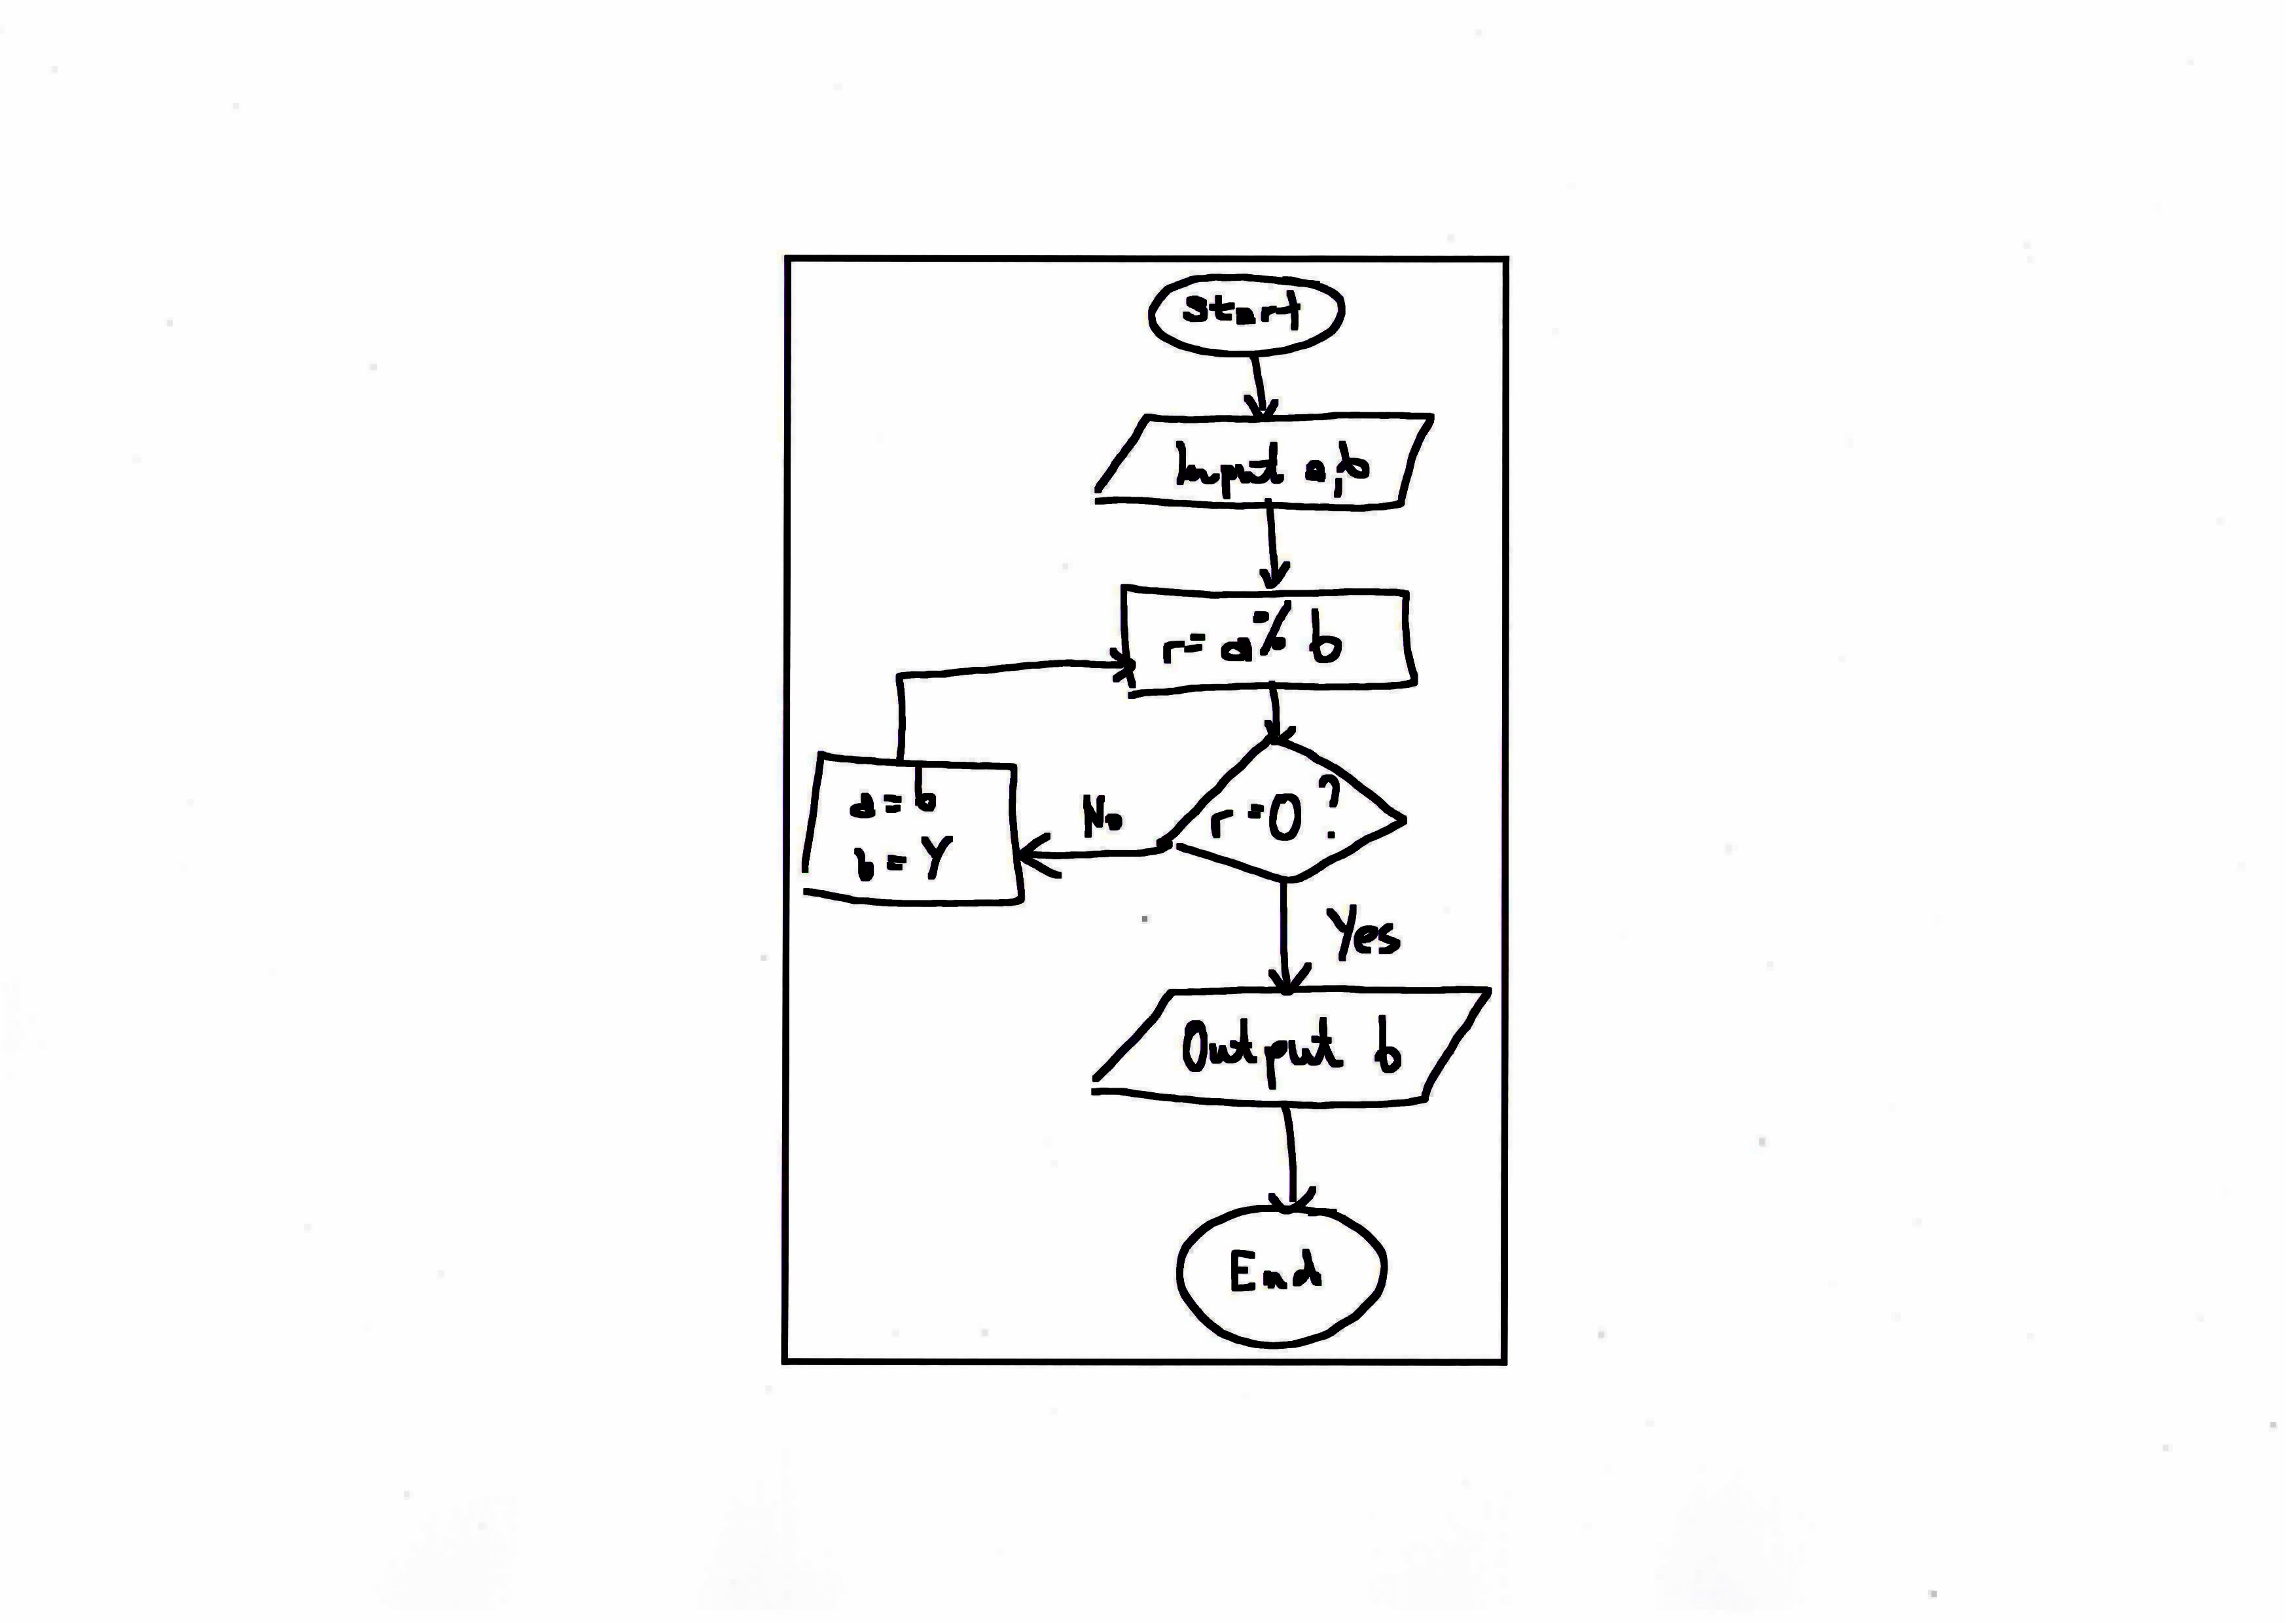 Start
Input a,b
r=a%b
r=0?
No
a=b
b=Y
Yes
Output b
End